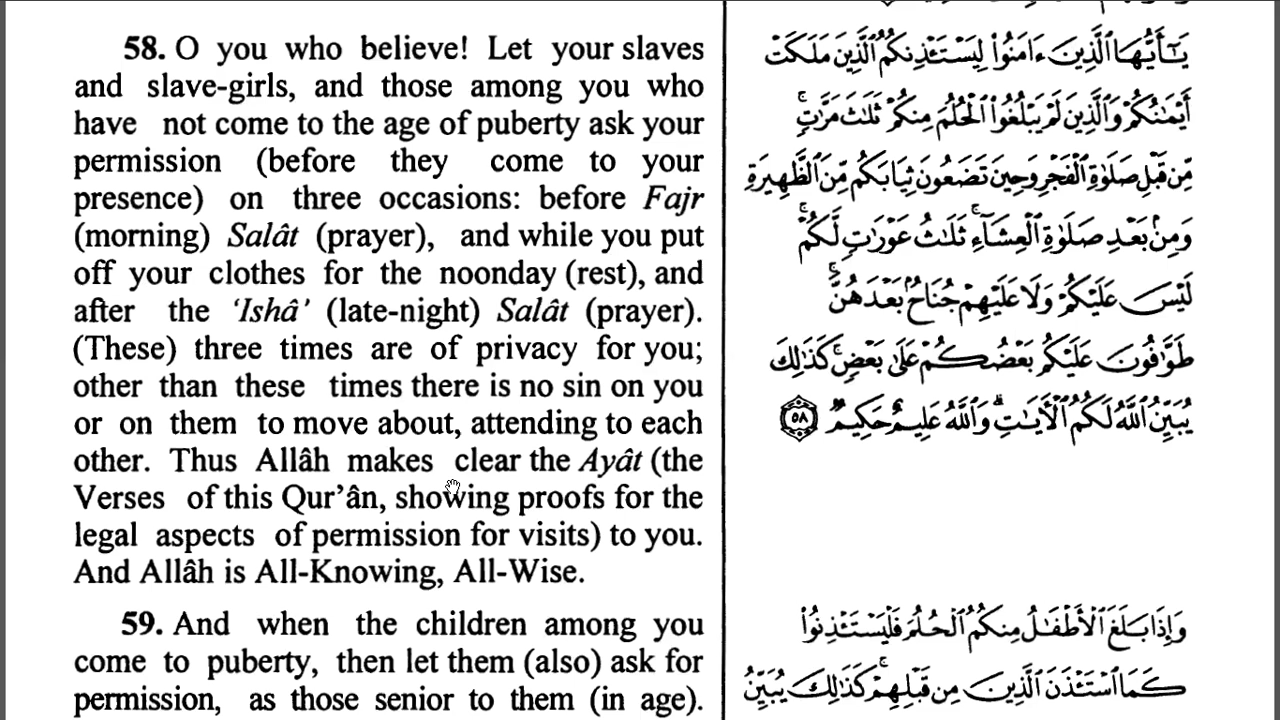 58. O you who believe! Let your slaves
and slave-girls, and those among you who
have not come to the age of puberty ask your
permission (before they come to your
presence) on three occasions: before Fajr
(morning) Salât (prayer), and while you put
off your clothes for the noonday (rest), and
after the ‘Ishâ’ (late-night) Salât (prayer).
(These) three times are of privacy for you;
other than these times there is no sin on you
or on them to move about, attending to each
other. Thus Allâh makes clear the Ayât (the
Verses of this Qur’ân, showing proofs for the
legal aspects of permission for visits) to you.
And Allâh is All-Knowing, All-Wise.
59. And when the children among you
come to puberty, then let them (also) ask for
permission, as those senior to them (in age).
يَٰٓأَيُّهَا ٱلَّذِينَ ءَامَنُوا۟ لِيَسْتَـْٔذِنكُمُ ٱلَّذِينَ مَلَكَتْ
أَيْمَٰنُكُمْ وَٱلَّذِينَ لَمْ يَبْلُغُوا۟ ٱلْحُلُمَ مِنكُمْ ثَلَٰثَ مَرَّٰتٍ ۚ
مِّن قَبْلِ صَلَوٰةِ ٱلْفَجْرِ وَحِينَ تَضَعُونَ ثِيَابَكُم مِّنَ ٱلظَّهِيرَةِ
وَمِنۢ بَعْدِ صَلَوٰةِ ٱلْعِشَآءِ ۚ ثَلَٰثُ عَوْرَٰتٍ لَّكُمْ ۚ
لَيْسَ عَلَيْكُمْ وَلَا عَلَيْهِمْ جُنَاحٌۢ بَعْدَهُنَّ ۚ
طَوَّٰفُونَ عَلَيْكُم بَعْضُكُمْ عَلَىٰ بَعْضٍ ۚ كَذَٰلِكَ
يُبَيِّنُ ٱللَّهُ لَكُمُ ٱلْـَٔايَٰتِ ۗ وَٱللَّهُ عَلِيمٌ حَكِيمٌ ٥٨
وَإِذَا بَلَغَ ٱلْأَطْفَٰلُ مِنكُمُ ٱلْحُلُمَ فَلْيَسْتَـْٔذِنُوا۟
كَمَا ٱسْتَـْٔذَنَ ٱلَّذِينَ مِن قَبْلِهِمْ ۚ كَذَٰلِكَ يُبَيِّنُ